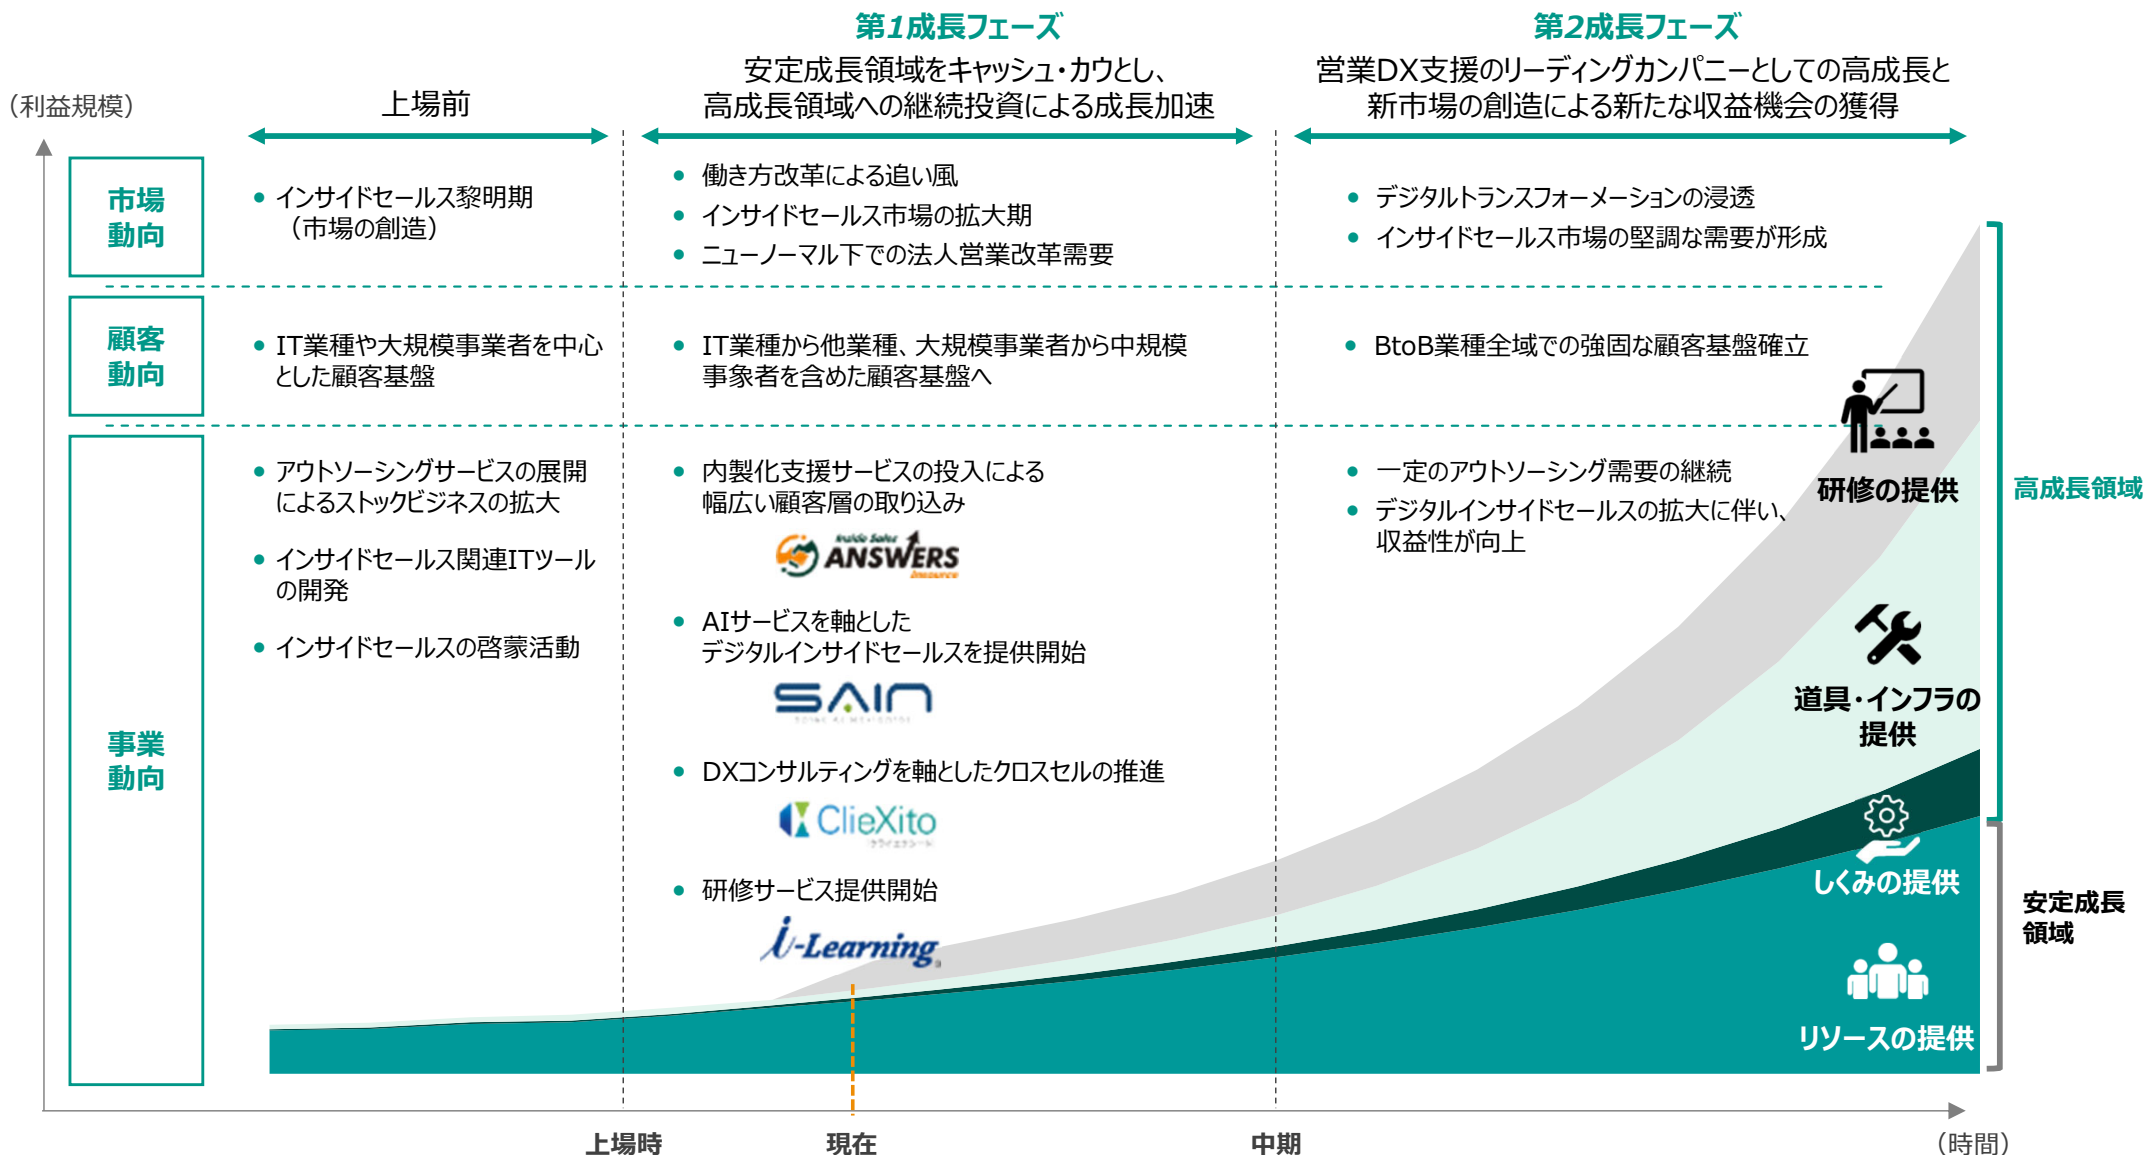 第1成長フェーズ
安定成長領域をキャッシュ・カウとし、
高成長領域への継続投資による成長加速
第2成長フェーズ
営業DX支援のリーディングカンパニーとしての高成長と
新市場の創造による新たな収益機会の獲得
(利益規模)
上場前
市場
動向
• インサイドセールス黎明期
(市場の創造)
• 働き方改革による追い風
• インサイドセールス市場の拡大期
• ニューノーマル下での法人営業改革需要
• デジタルトランスフォーメーションの浸透
• インサイドセールス市場の堅調な需要が形成
顧客
動向
• IT業種や大規模事業者を中心
とした顧客基盤
• IT業種から他業種、大規模事業者から中規模
事象者を含めた顧客基盤へ
• BtoB業種全域での強固な顧客基盤確立
事業
動向
• アウトソーシングサービスの展開
によるストックビジネスの拡大
• インサイドセールス関連ITツール
の開発
• インサイドセールスの啓蒙活動
• 内製化支援サービスの投入による
幅広い顧客層の取り込み
Inside Sales
ANSWERS
Insource
• AIサービスを軸とした
デジタルインサイドセールスを提供開始
SAIN
• DXコンサルティングを軸としたクロスセルの推進
ClieXito
クライエクシート
• 研修サービス提供開始
i-Learning
• 一定のアウトソーシング需要の継続
• デジタルインサイドセールスの拡大に伴い、
収益性が向上
研修の提供
道具・インフラの
提供
しくみの提供
リソースの提供
高成長領域
安定成長
領域
上場時
現在
中期
(時間)